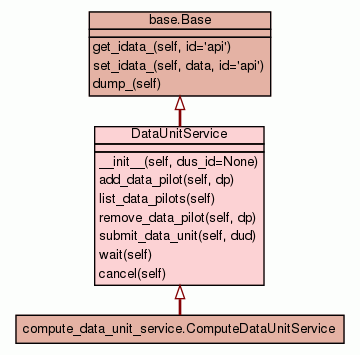 base.Base
get_idata_(self, id='api')
set_idata_(self, data, id='api')
dump_(self)
DataUnitService
__init__(self, dus_id=None)
add_data_pilot(self, dp)
list_data_pilots(self)
remove_data_pilot(self, dp)
submit_data_unit(self, dud)
wait(self)
cancel(self)
compute_data_unit_service.ComputeDataUnitService